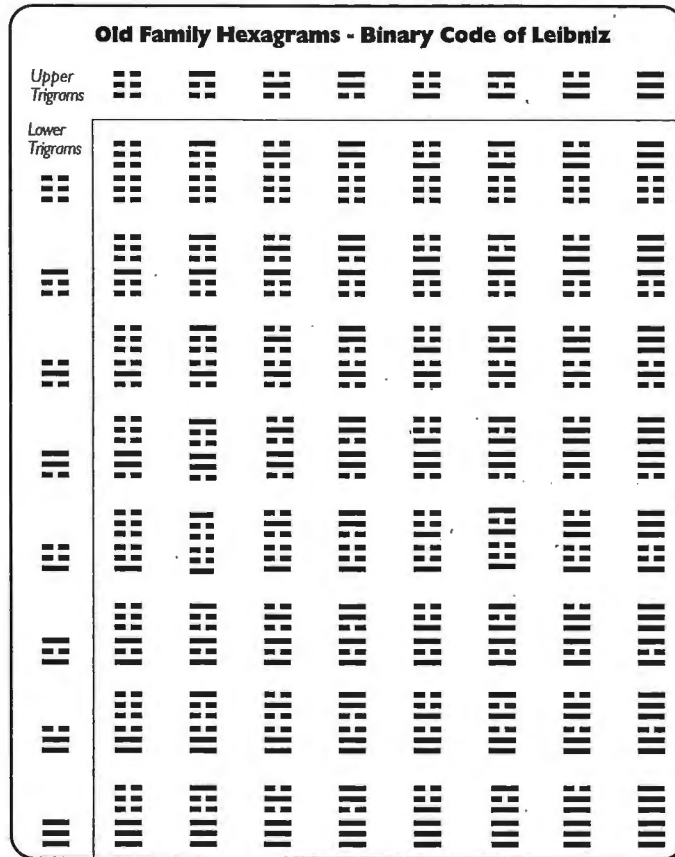 Old Family Hexagrams - Binary Code of Leibniz
Upper
Trigrams
Lower
Trigrams